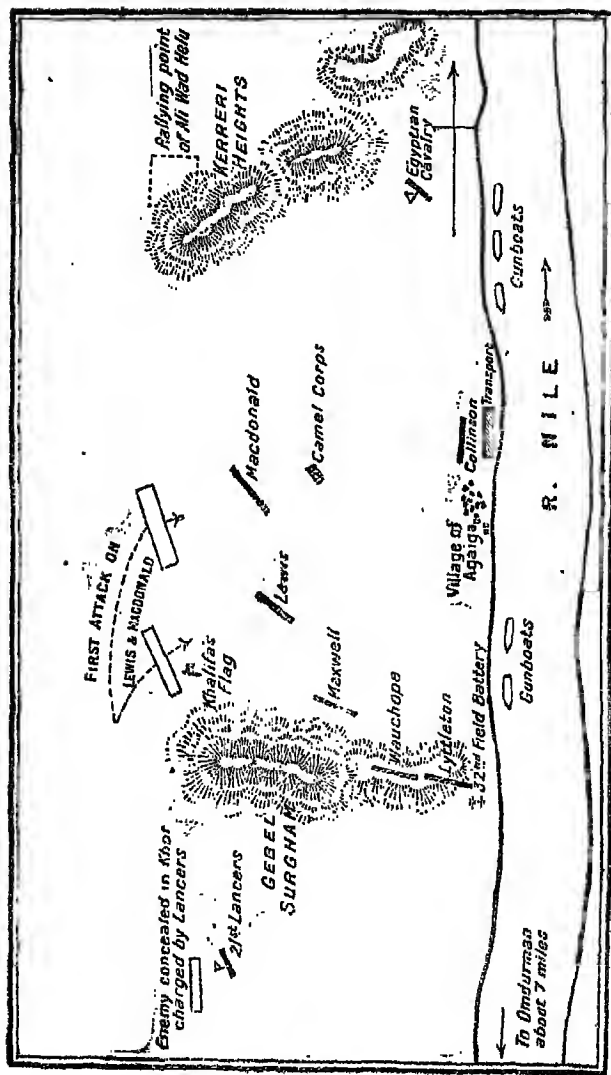 Enemy concealed in Khor
charged by Lancers
21st Lancers
GEBEL
SURGHAM
FIRST ATTACK ON
LEWIS & MACDONALD
Khalifa's
Flag
Maxwell
Wauchope
Lyttleton
32nd Field Battery
Lewis
Macdonald
Camel Corps
Rallying point
of Ali Wad Helu
KERRERI
HEIGHTS
Egyptian
Cavalry
Village of
Agaiga
Collinson
Transport
Gunboats
Gunboats
R. NILE
To Omdurman
about 7 miles